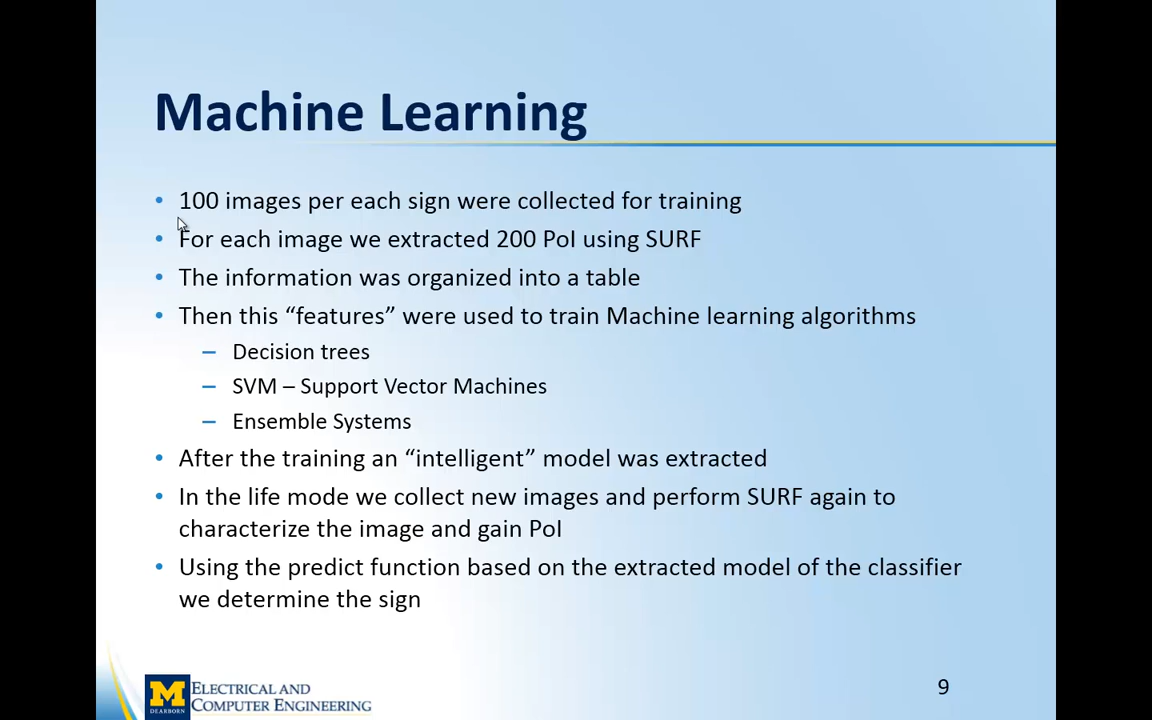 Machine Learning
• 100 images per each sign were collected for training
• For each image we extracted 200 PoI using SURF
• The information was organized into a table
• Then this “features” were used to train Machine learning algorithms
– Decision trees
– SVM – Support Vector Machines
– Ensemble Systems
• After the training an “intelligent” model was extracted
• In the life mode we collect new images and perform SURF again to
characterize the image and gain PoI
• Using the predict function based on the extracted model of the classifier
we determine the sign
M
DEARBORN
ELECTRICAL AND
COMPUTER ENGINEERING
9